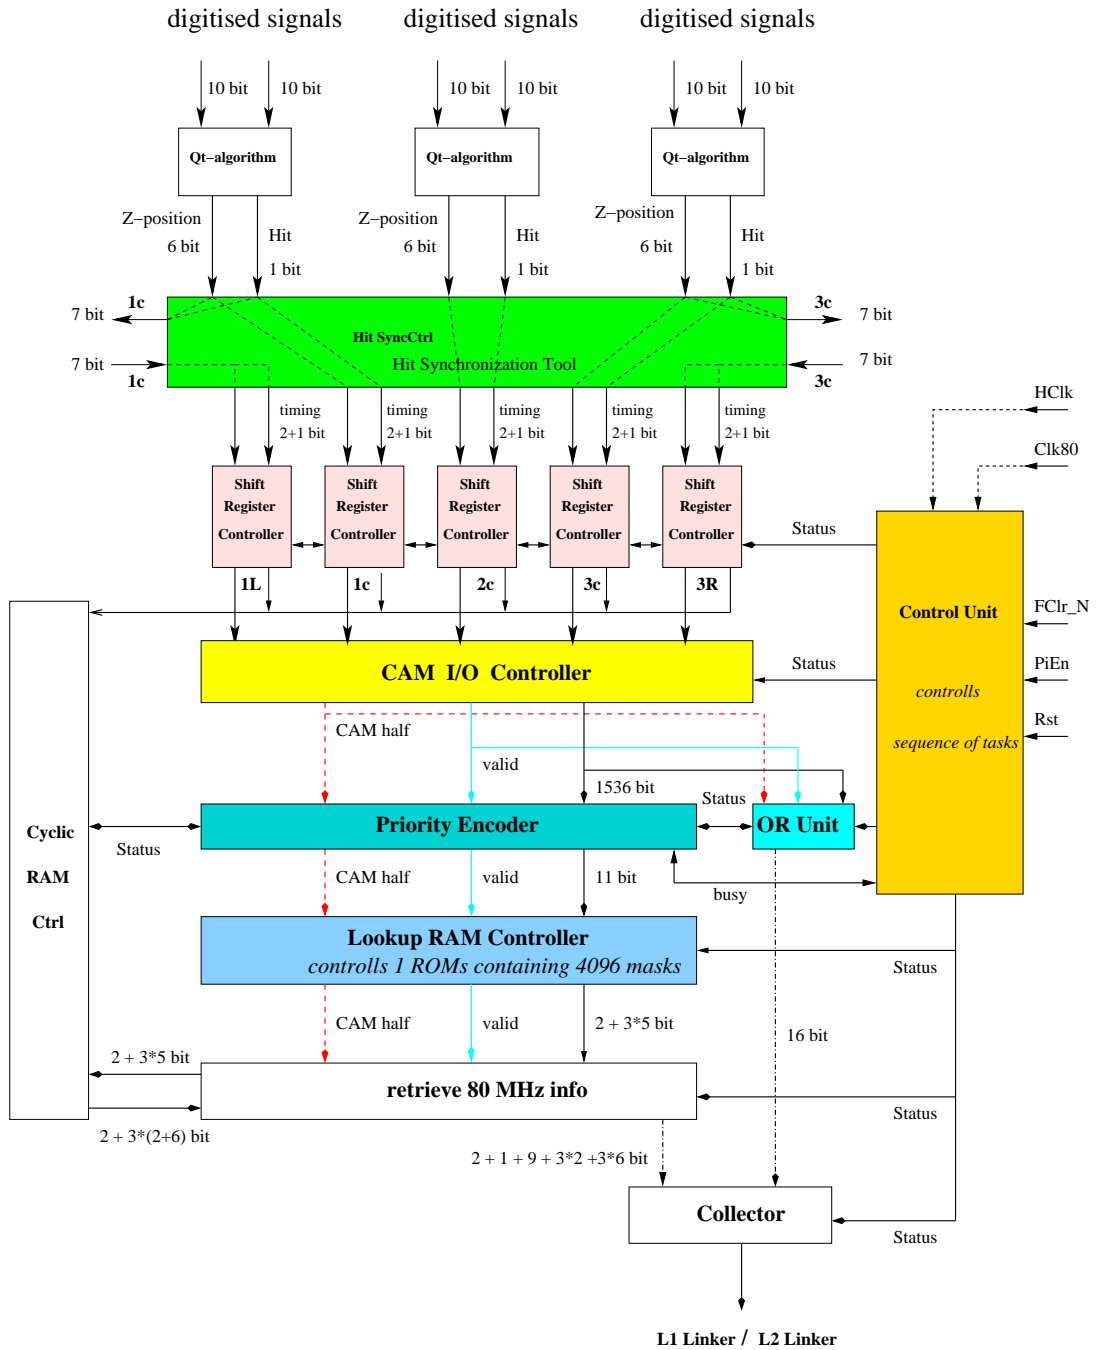 digitised signals digitised signals digitised signals
10 bit 10 bit 10 bit 10 bit 10 bit 10 bit
Qt−algorithm Qt−algorithm Qt−algorithm
Z−position Z−position
Hit Hit Hit
6 bit 6 bit 6 bit
1 bit 1 bit 1 bit
1c 3c
7 bit 7 bit
Hit SyncCtrl
Hit Synchronization Tool
7 bit 7 bit
1c 3c
HClk
timing timing timing timing timing
2+1 bit 2+1 bit 2+1 bit 2+1 bit 2+1 bit
Clk80
Shift Shift Shift Shift Shift
Register Register Register Register Register
Controller Controller Controller Controller Controller
Status
1L 1c 2c 3c 3R
Control Unit
FClr_N
CAM I/O Controller
Status
PiEn
controlls
Rst
sequence of tasks
CAM half
valid
1536 bit
Status
Priority Encoder
OR Unit
Cyclic
RAM
Ctrl
Status
CAM half
valid
11 bit
busy
Lookup RAM Controller
controlls 1 ROMs containing 4096 masks
Status
CAM half
valid
2 + 3*5 bit
16 bit
2 + 3*5 bit
retrieve 80 MHz info
Status
2 + 3*(2+6) bit
2 + 1 + 9 + 3*2 +3*6 bit
Collector
Status
L1 Linker / L2 Linker